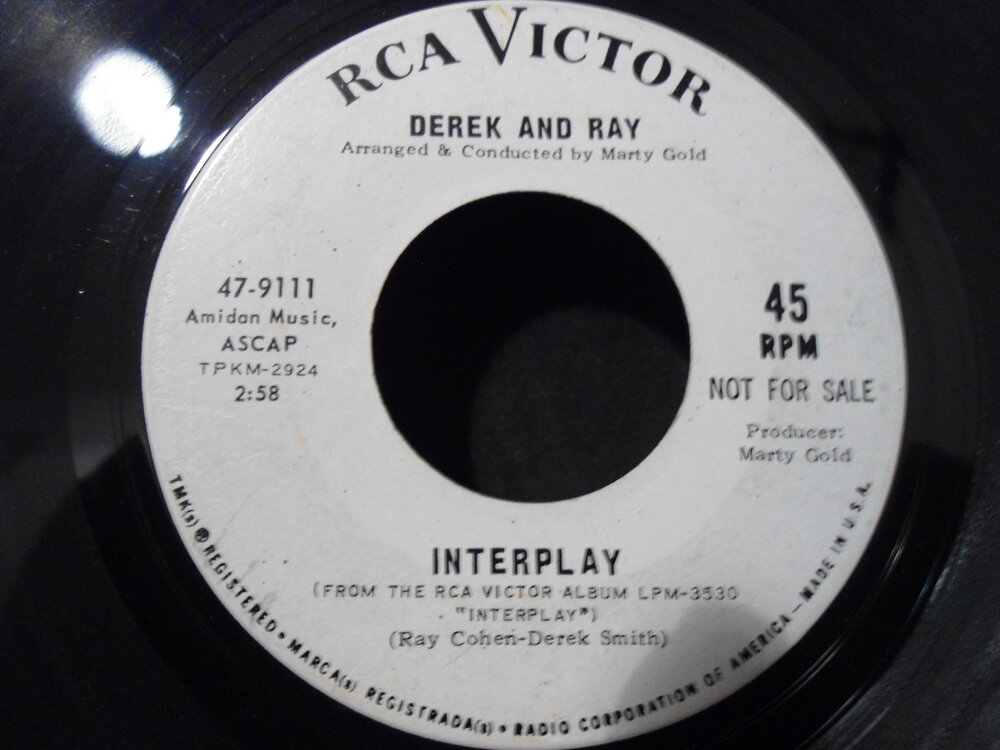 RCA VICTOR
DEREK AND RAY
Arranged & Conducted by Marty Gold
47-9111
Amidan Music,
ASCAP
TPKM-2924
2:58
45
RPM
NOT FOR SALE
Producer:
Marty Gold
INTERPLAY
(FROM THE RCA VICTOR ALBUM LPM-3530
"INTERPLAY")
(Ray Cohen-Derek Smith)
TMK(s) ® REGISTERED • MARCA(s) REGISTRADA(s) • RADIO CORPORATION OF AMERICA — MADE IN U.S.A.